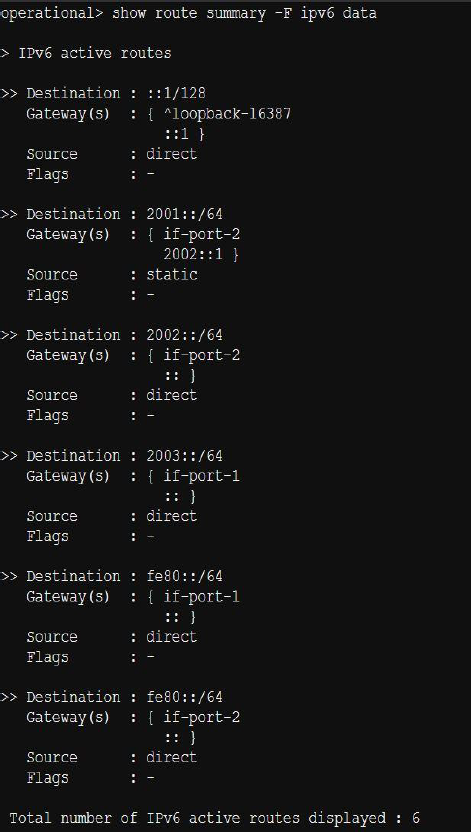 operational> show route summary -F ipv6 data
> IPv6 active routes
>> Destination : ::1/128
Gateway(s) : { ^loopback-16387
::1 }
Source : direct
Flags : -
>> Destination : 2001::/64
Gateway(s) : { if-port-2
2002::1 }
Source : static
Flags : -
>> Destination : 2002::/64
Gateway(s) : { if-port-2
:: }
Source : direct
Flags : -
>> Destination : 2003::/64
Gateway(s) : { if-port-1
:: }
Source : direct
Flags : -
>> Destination : fe80::/64
Gateway(s) : { if-port-1
:: }
Source : direct
Flags : -
>> Destination : fe80::/64
Gateway(s) : { if-port-2
:: }
Source : direct
Flags : -
Total number of IPv6 active routes displayed : 6